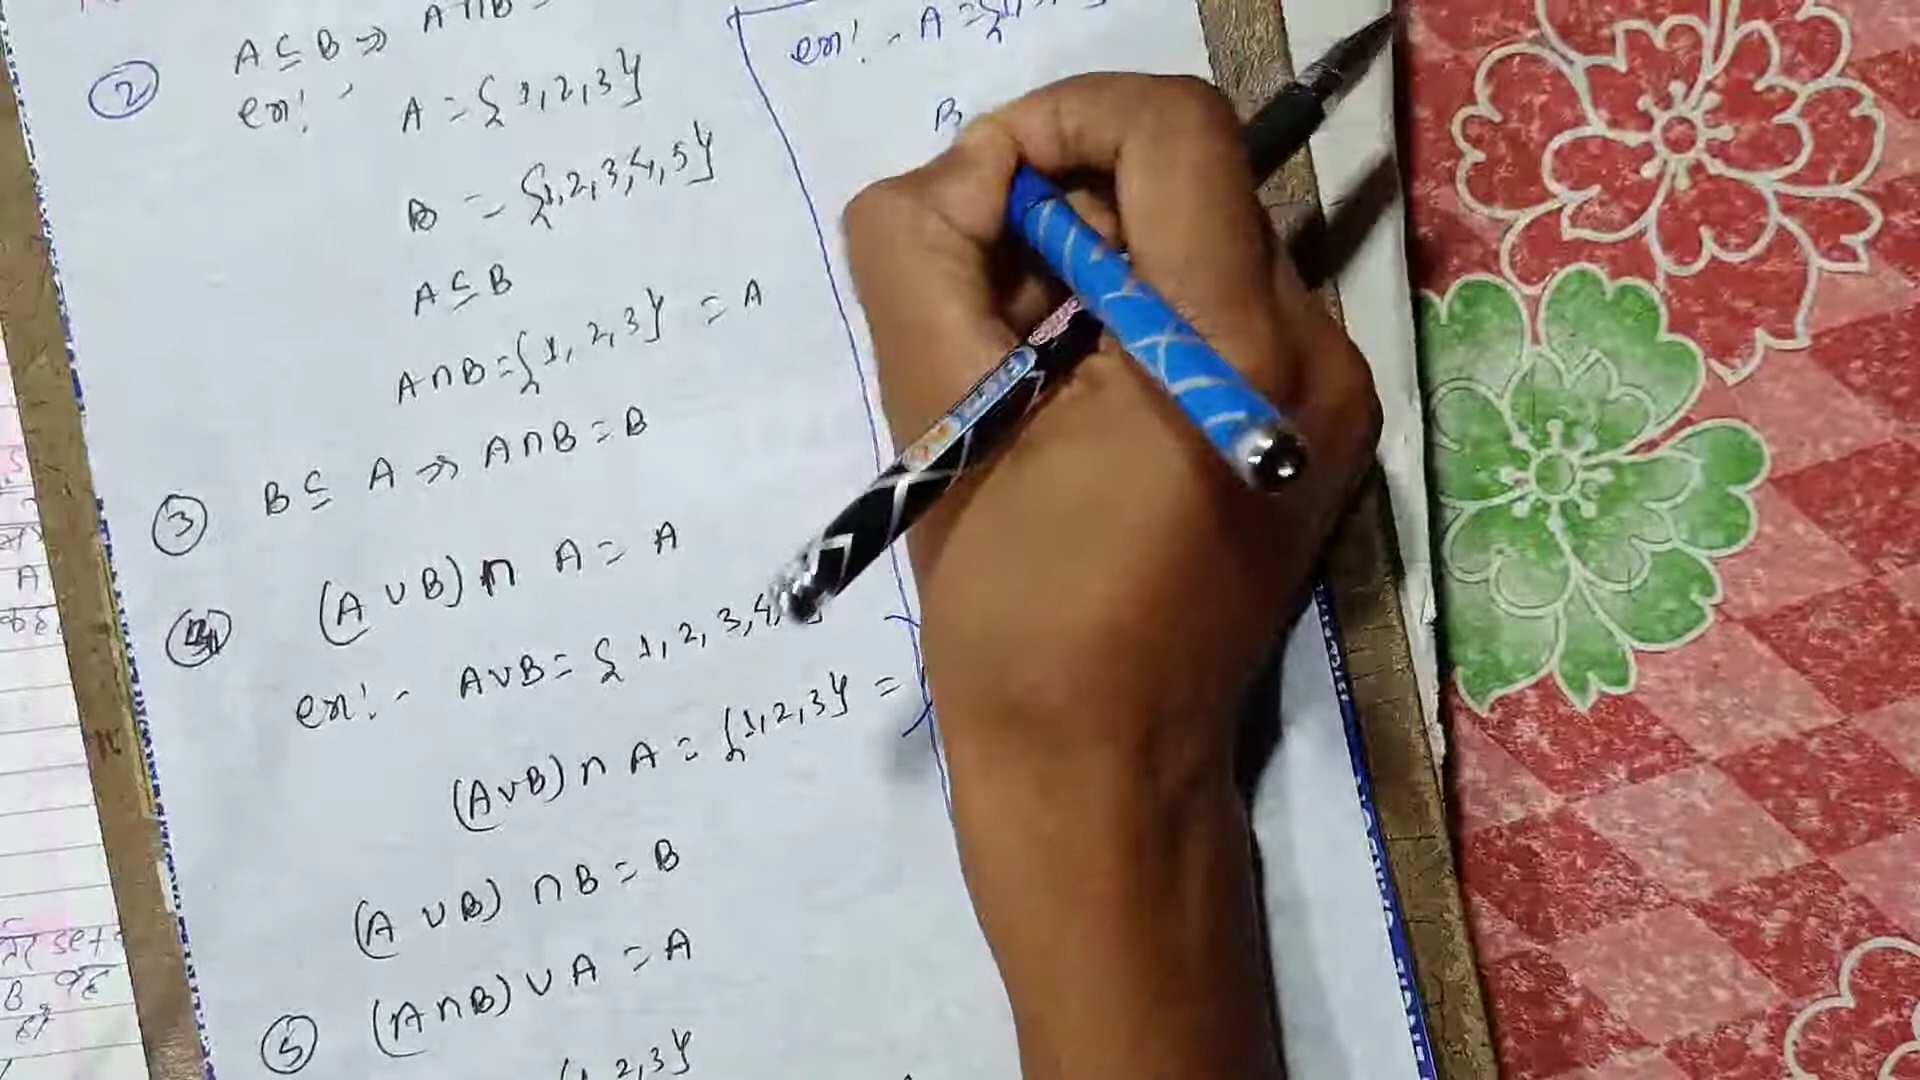 ② A ⊆ B ⇒ A∩B =
ex:- A = {1,2,3}
B = {1,2,3,4,5}
A ⊆ B
A∩B = {1, 2, 3} = A
③ B ⊆ A ⇒ A∩B = B
④ (A ∪ B) ∩ A = A
ex:- A∪B = { 1, 2, 3, 4,
(A∪B) ∩ A = {1,2,3} =
(A ∪ B) ∩ B = B
⑤ (A∩B) ∪ A = A
2,3}
ex:- A = {1,
B